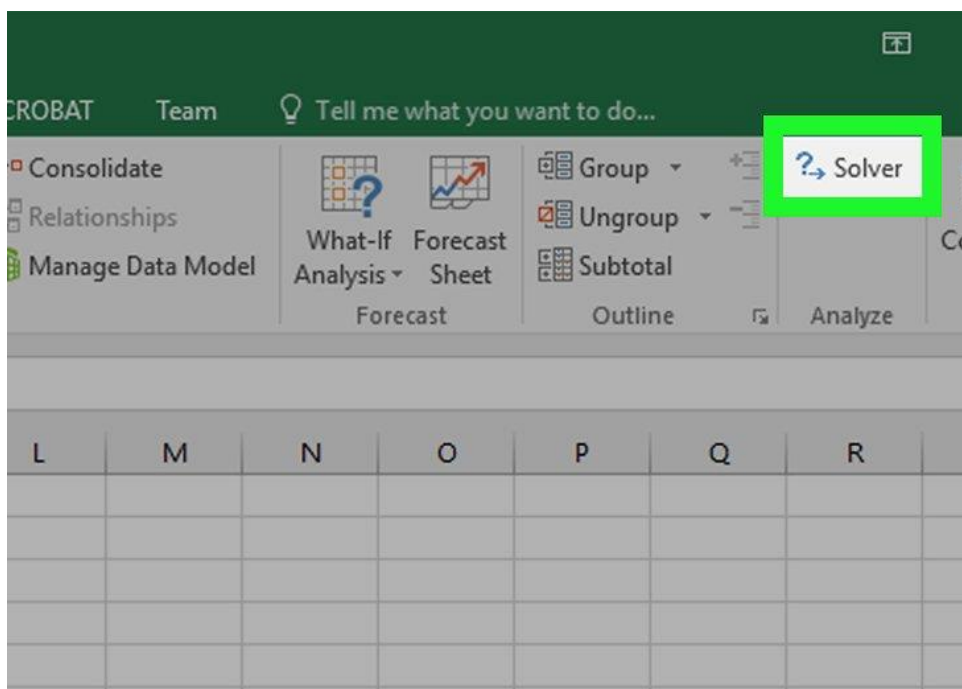 CROBAT Team Tell me what you want to do...
Consolidate
Relationships
Manage Data Model
What-If
Analysis
Forecast
Sheet
Forecast
Group
Ungroup
Subtotal
Outline
Solver
Analyze
L M N O P Q R